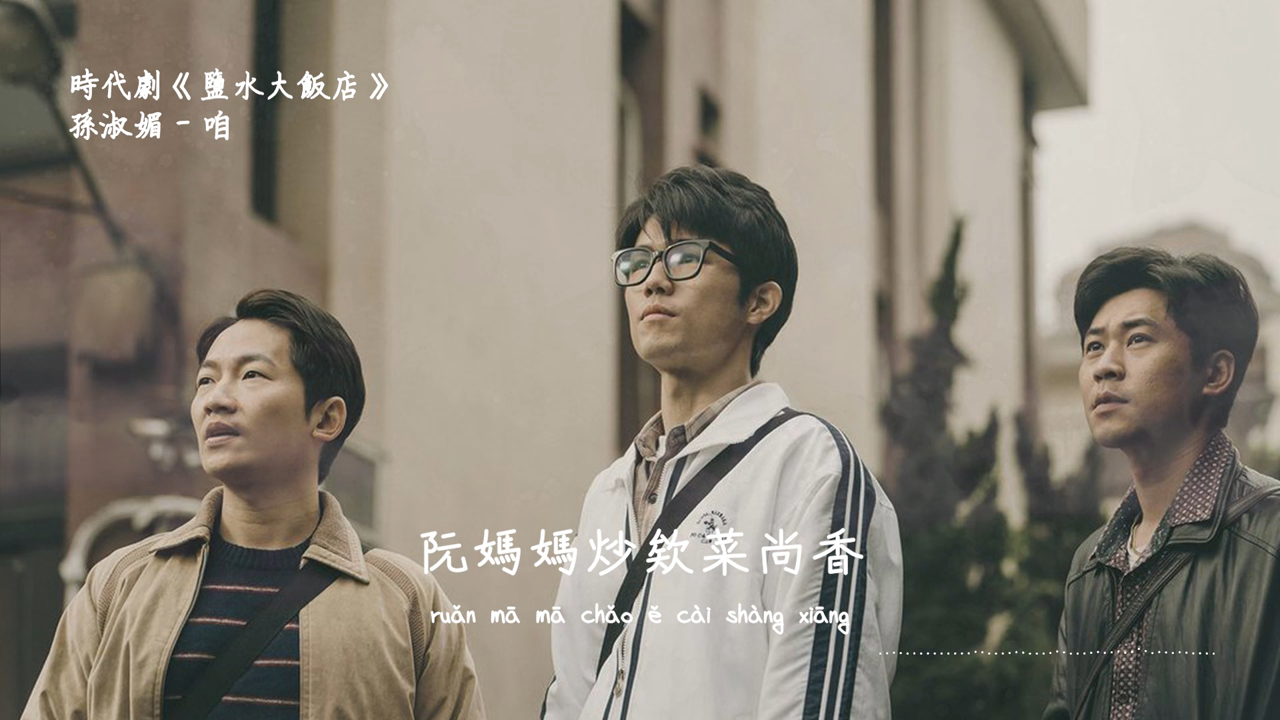 時代劇《鹽水大飯店》
孫淑媚 - 咱
阮媽媽炒欸菜尚香
ruǎn mā mā chǎo ě cài shàng xiāng